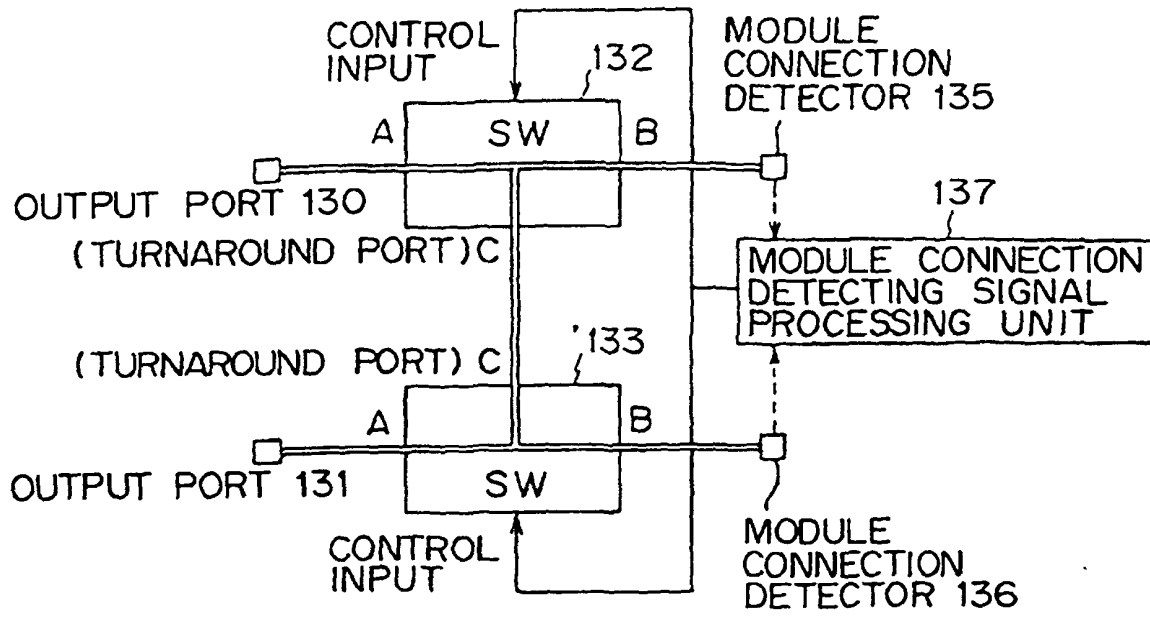 CONTROL
INPUT
132
MODULE
CONNECTION
DETECTOR 135
A
SW
B
OUTPUT PORT 130
(TURNAROUND PORT) C
137
MODULE CONNECTION
DETECTING SIGNAL
PROCESSING UNIT
(TURNAROUND PORT) C
133
A
B
OUTPUT PORT 131
SW
CONTROL
INPUT
MODULE
CONNECTION
DETECTOR 136